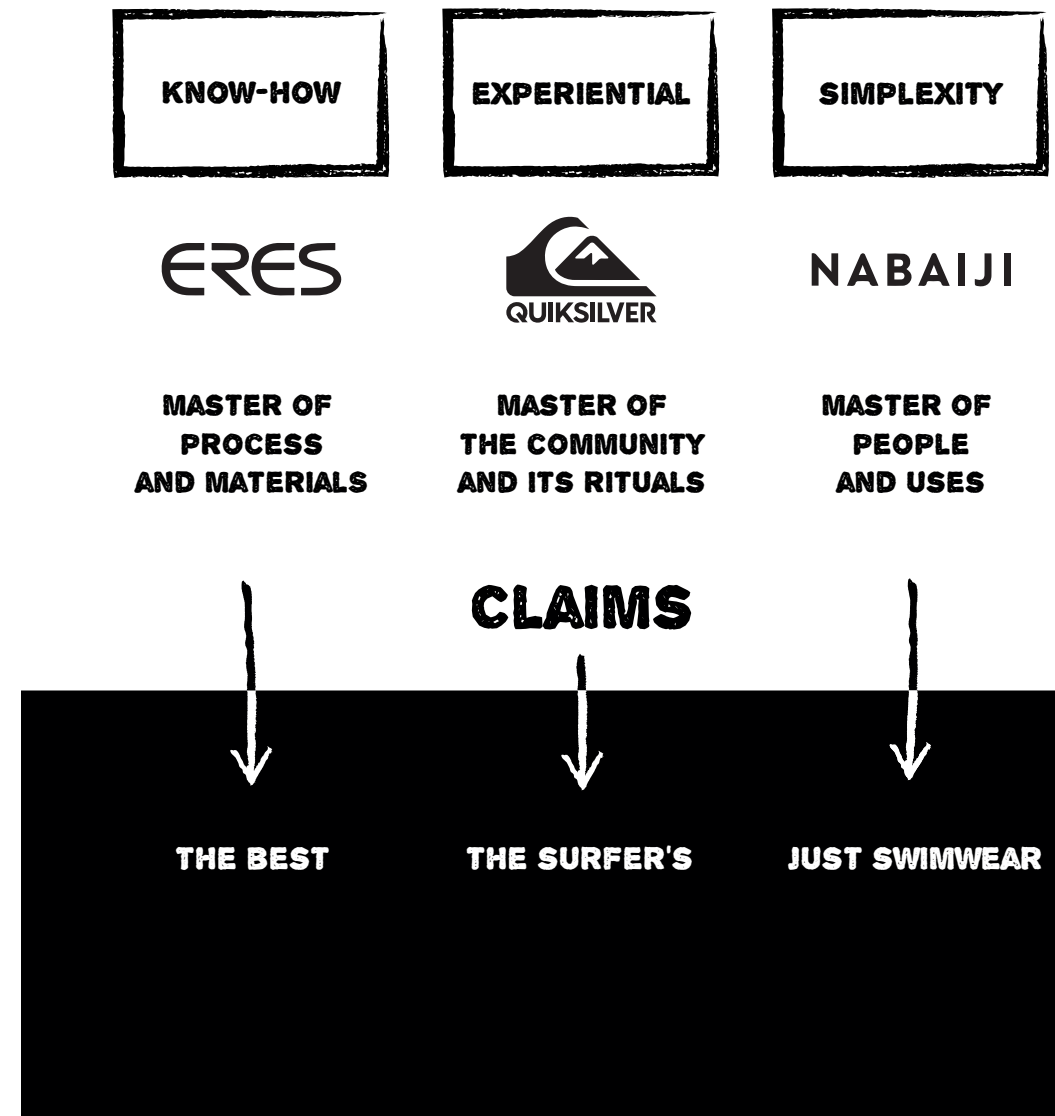 KNOW-HOW
EXPERIENTIAL
SIMPLEXITY
ERES
QUIKSILVER
NABAIJI
MASTER OF
PROCESS
AND MATERIALS
MASTER OF
THE COMMUNITY
AND ITS RITUALS
MASTER OF
PEOPLE
AND USES
CLAIMS
THE BEST
THE SURFER'S
JUST SWIMWEAR